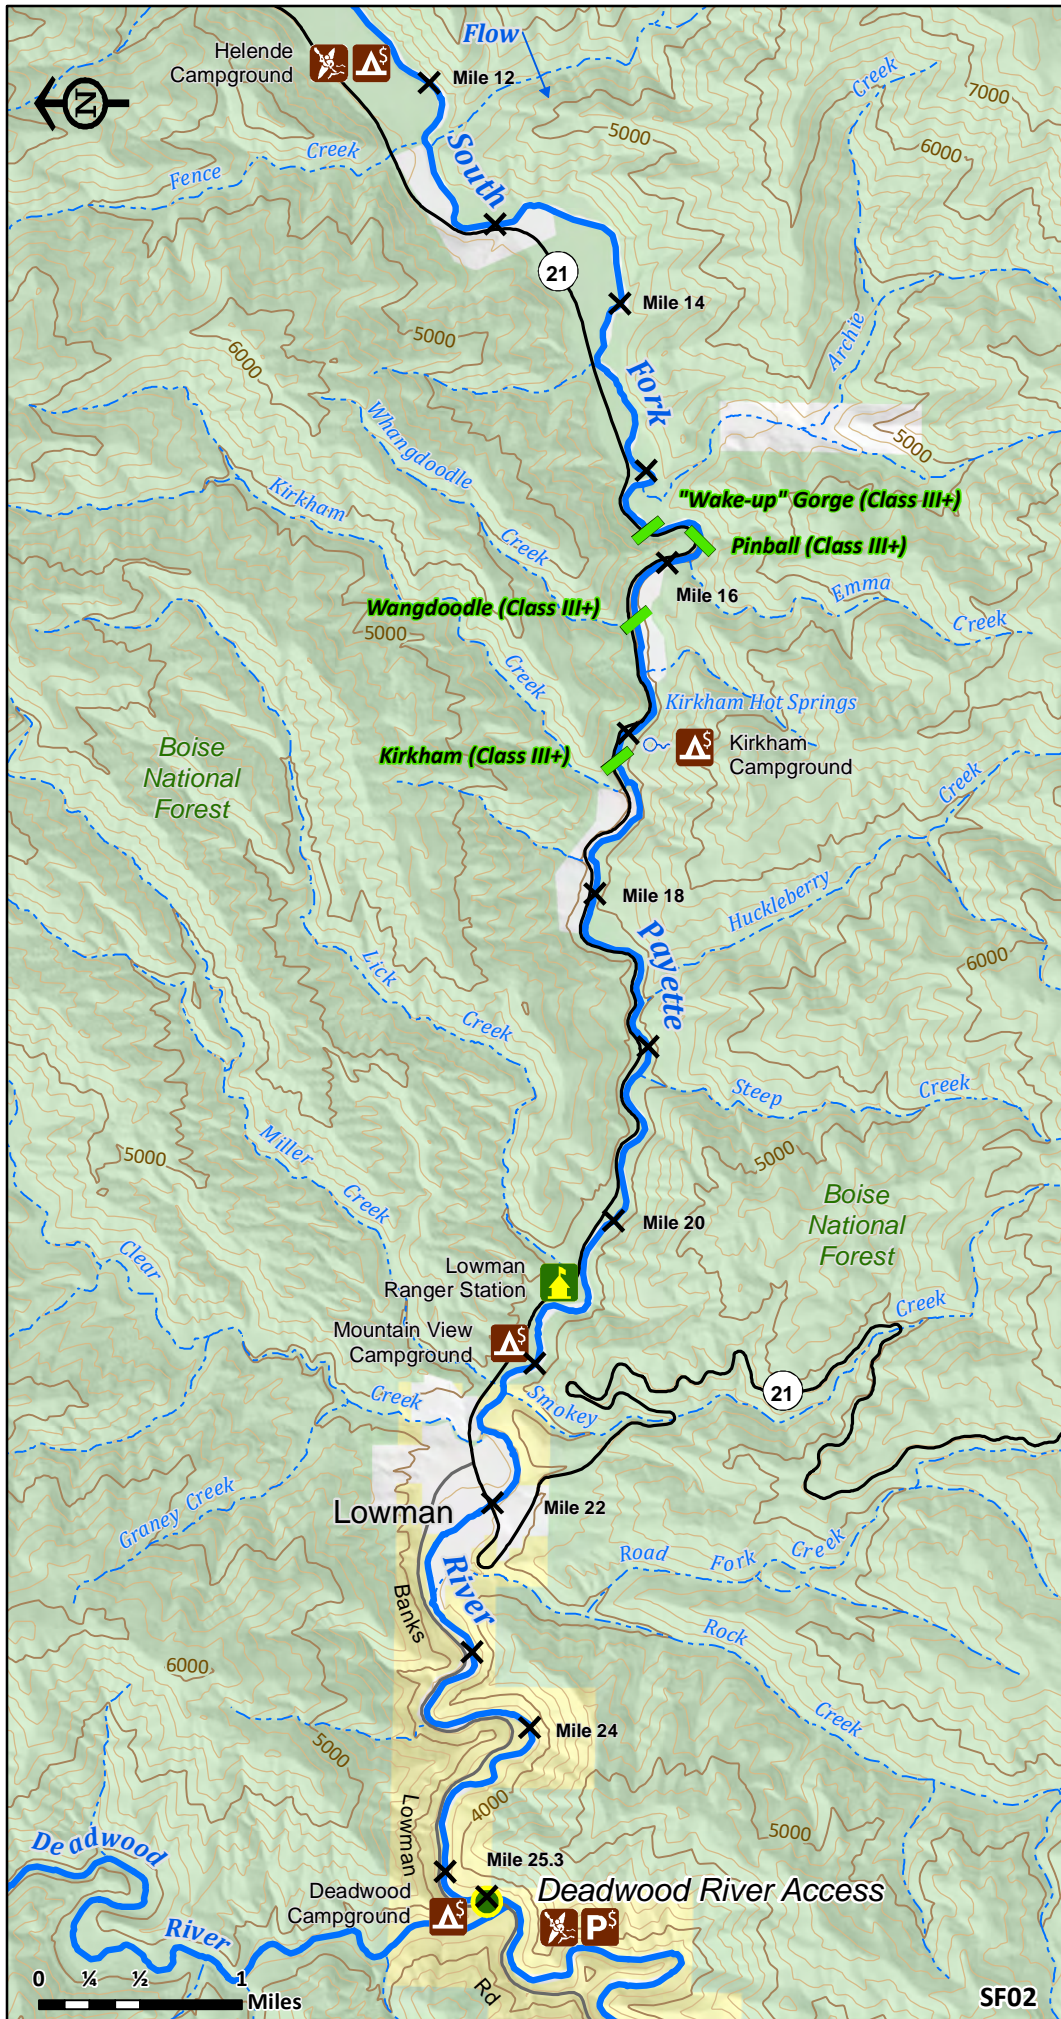 Flow
Helende
Campground
Mile 12
N
Creek
7000
5000
6000
Creek
Fence
South
21
Mile 14
5000
6000
Archie
Fork
5000
Whangdoodle
Kirkham
"Wake-up" Gorge (Class III+)
Creek
Pinball (Class III+)
Mile 16
Emma
Creek
Wangdoodle (Class III+)
5000
Creek
Kirkham Hot Springs
Boise
National
Forest
Kirkham (Class III+)
$
Kirkham
Campground
Creek
Mile 18
Huckleberry
Payette
6000
Lick
Creek
Steep
Creek
Miller
5000
5000
Creek
Boise
National
Forest
Mile 20
Clear
Lowman
Ranger Station
Creek
Mountain View
Campground
$
Creek
Smokey
21
Graney Creek
Lowman
Mile 22
Road Fork Creek
River
Banks
Rock
6000
Creek
Mile 24
5000
4000
Lowman
5000
Deadwood
Mile 25.3
Deadwood River Access
Deadwood
Campground
$
P$
River
Rd
0 ¼ ½ 1
Miles
SF02